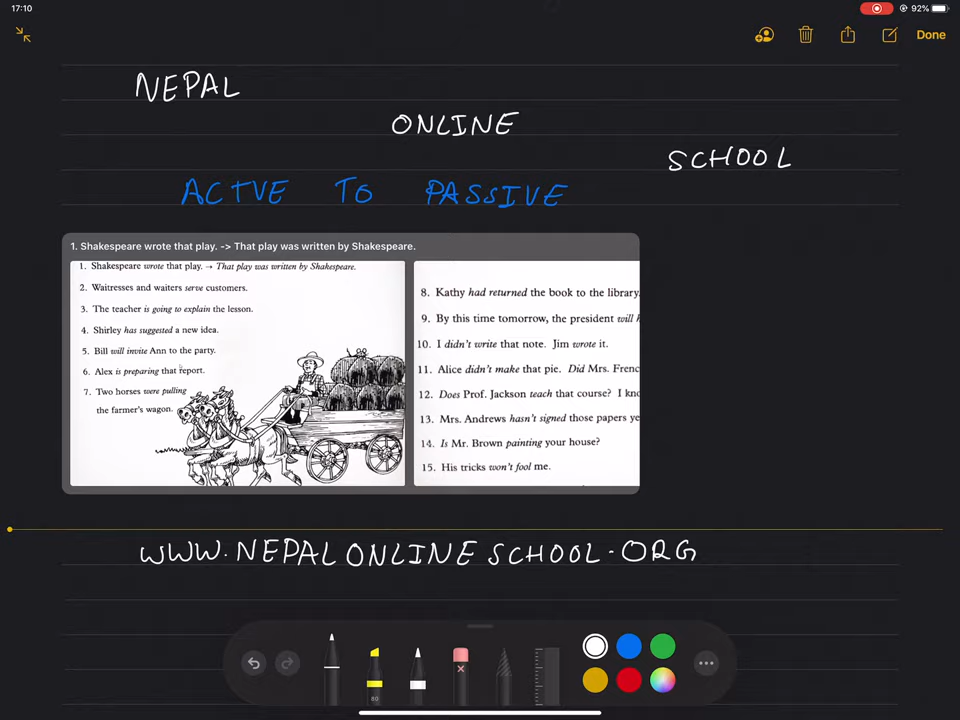 17:10
92%
Done
NEPAL
ONLINE
SCHOOL
ACTVE TO PASSIVE
1. Shakespeare wrote that play. -> That play was written by Shakespeare.
1. Shakespeare wrote that play. → That play was written by Shakespeare.
2. Waitresses and waiters serve customers.
3. The teacher is going to explain the lesson.
4. Shirley has suggested a new idea.
5. Bill will invite Ann to the party.
6. Alex is preparing that report.
7. Two horses were pulling
the farmer's wagon.
8. Kathy had returned the book to the library.
9. By this time tomorrow, the president will
10. I didn't write that note. Jim wrote it.
11. Alice didn't make that pie. Did Mrs. Frenc
12. Does Prof. Jackson teach that course? I kno
13. Mrs. Andrews hasn't signed those papers ye
14. Is Mr. Brown painting your house?
15. His tricks won't fool me.
WWW.NEPALONLINESCHOOL.ORG
80